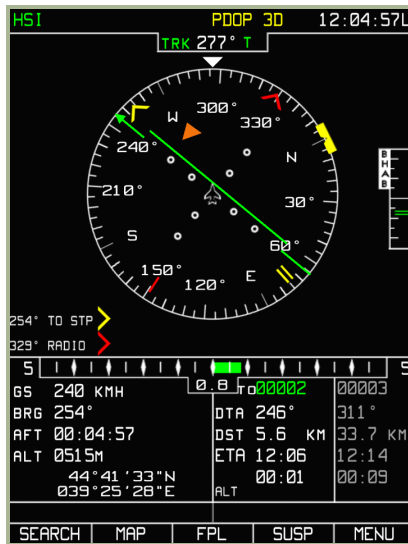 HSI PDOP 3D 12:04:57L
TRK 277° T
300°
W 330°
240° N
210° 30°
S 60°
150° 120° E
B
H
A
B
254° TO STP
329° RADIO
S S
0.8
GS 240 KMH TO 00002 00003
BRG 254° DTA 246° 311°
AFT 00:04:57 DST 5.6 KM 33.7 KM
ALT 0515M ETA 12:06 12:14
44°41'33"N 00:01 00:09
039°25'28"E ALT
SEARCH MAP FPL SUSP MENU